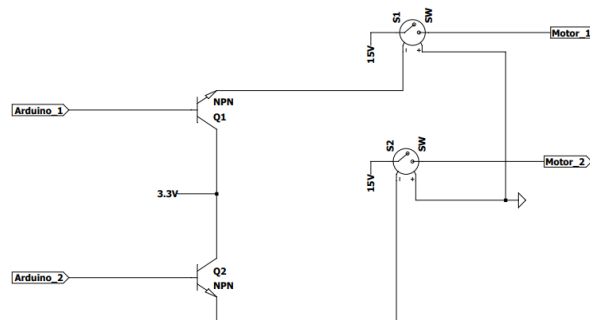 S1
SW
15V
Motor_1
NPN
Q1
Arduino_1
S2
SW
15V
Motor_2
3.3V
Q2
NPN
Arduino_2